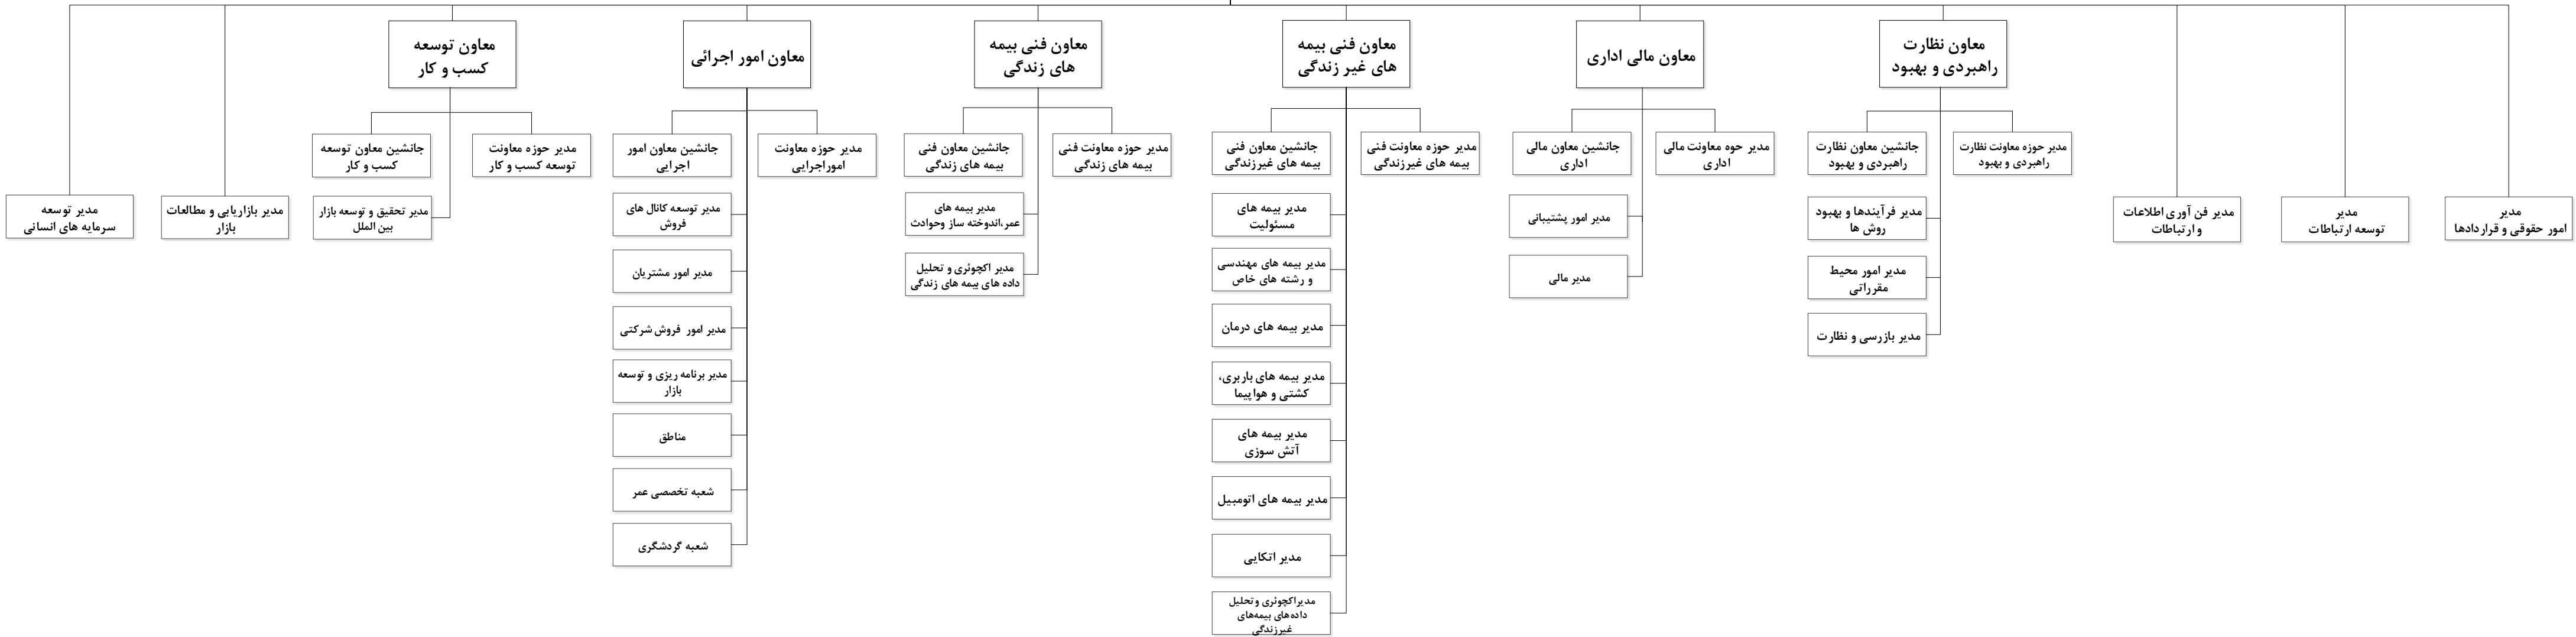 معاون نظارت
راهبردی و بهبود
مدیر حوزه معاونت نظارت
راهبردی و بهبود
جانشین معاون نظارت
راهبردی و بهبود
مدیر فرآیندها و بهبود
روش ها
مدیر امور محیط
مقرراتی
مدیر بازرسی و نظارت
معاون مالی اداری
مدیر حوه معاونت مالی
اداری
جانشین معاون مالی
اداری
مدیر امور پشتیبانی
مدیر مالی
معاون فنی بیمه
های غیر زندگی
مدیر حوزه معاونت فنی
بیمه های غیرزندگی
جانشین معاون فنی
بیمه های غیرزندگی
مدیر بیمه های
مسئولیت
مدیر بیمه های مهندسی
و رشته های خاص
مدیر بیمه های درمان
مدیر بیمه های باربری،
کشتی و هواپیما
مدیر بیمه های
آتش سوزی
مدیر بیمه های اتومبیل
مدیر اتکایی
مدیراکچوئری وتحلیل
داده‌های بیمه‌های
غیرزندگی
معاون فنی بیمه
های زندگی
مدیر حوزه معاونت فنی
بیمه های زندگی
جانشین معاون فنی
بیمه های زندگی
مدیر بیمه های
عمر،اندوخته ساز وحوادث
مدیر اکچوئری و تحلیل
داده های بیمه های زندگی
معاون امور اجرائی
مدیر حوزه معاونت
اموراجرایی
جانشین معاون امور
اجرایی
مدیر توسعه کانال های
فروش
مدیر امور مشتریان
مدیر امور فروش شرکتی
مدیر برنامه ریزی و توسعه
بازار
مناطق
شعبه تخصصی عمر
شعبه گردشگری
معاون توسعه
کسب و کار
مدیر حوزه معاونت
توسعه کسب و کار
جانشین معاون توسعه
کسب و کار
مدیر تحقیق و توسعه بازار
بین الملل
مدیر
امور حقوقی و قراردادها
مدیر
توسعه ارتباطات
مدیر فن آوری اطلاعات
و ارتباطات
مدیر بازاریابی و مطالعات
بازار
مدیر توسعه
سرمایه های انسانی